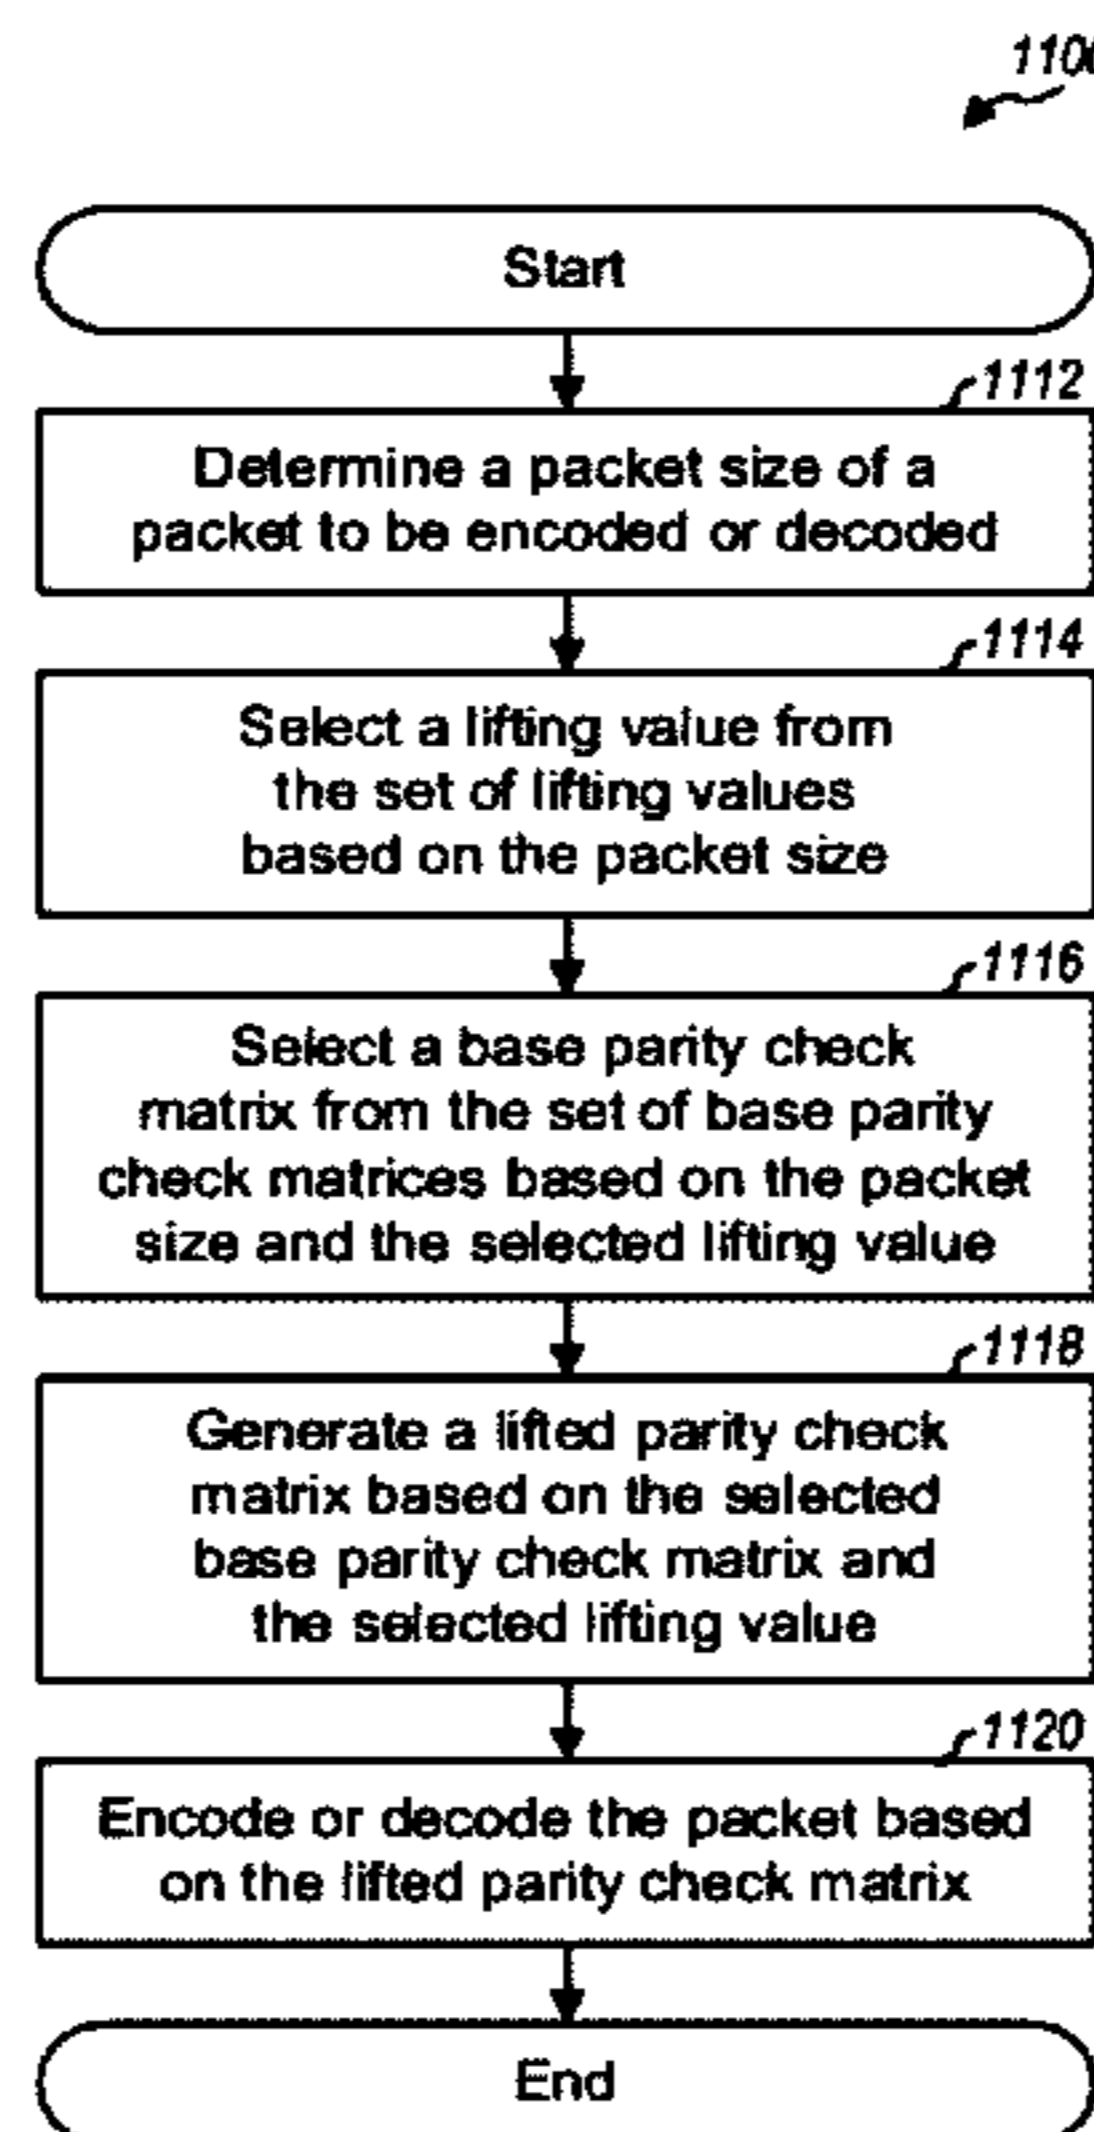 1100
Start
1112
Determine a packet size of a
packet to be encoded or decoded
1114
Select a lifting value from
the set of lifting values
based on the packet size
1116
Select a base parity check
matrix from the set of base parity
check matrices based on the packet
size and the selected lifting value
1118
Generate a lifted parity check
matrix based on the selected
base parity check matrix and
the selected lifting value
1120
Encode or decode the packet based
on the lifted parity check matrix
End